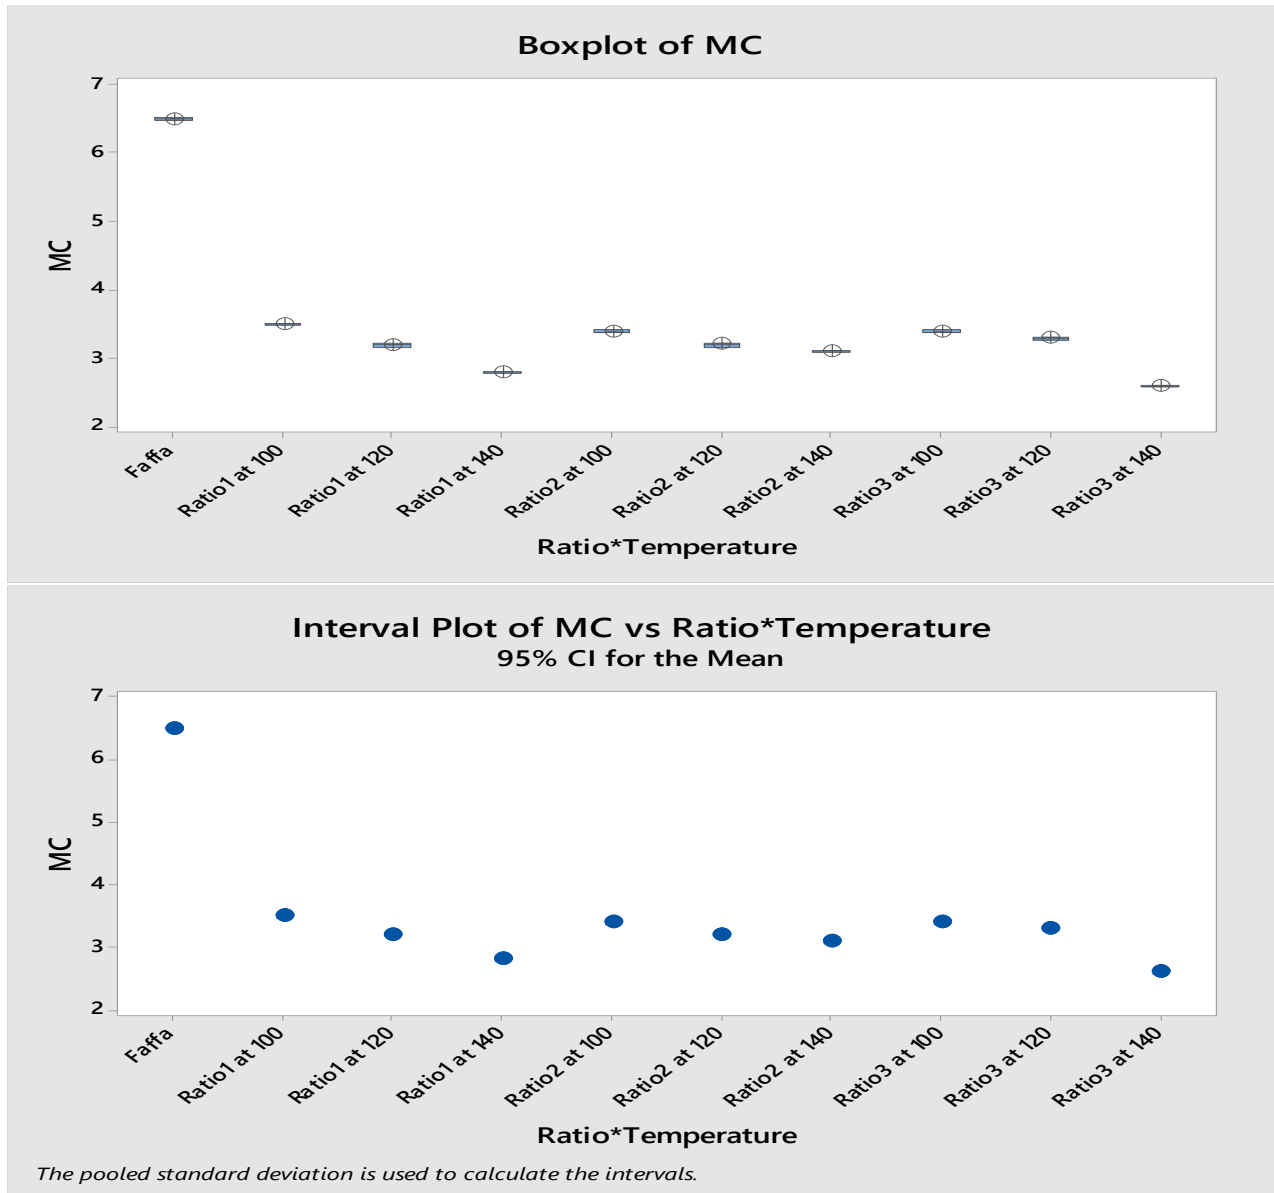 Boxplot of MC
7
6
5
4
3
2
MC
Faffa
Ratio1 at 100
Ratio1 at 120
Ratio1 at 140
Ratio2 at 100
Ratio2 at 120
Ratio2 at 140
Ratio3 at 100
Ratio3 at 120
Ratio3 at 140
Ratio*Temperature
Interval Plot of MC vs Ratio*Temperature
95% CI for the Mean
7
6
5
4
3
2
MC
Faffa
Ratio1 at 100
Ratio1 at 120
Ratio1 at 140
Ratio2 at 100
Ratio2 at 120
Ratio2 at 140
Ratio3 at 100
Ratio3 at 120
Ratio3 at 140
Ratio*Temperature
The pooled standard deviation is used to calculate the intervals.